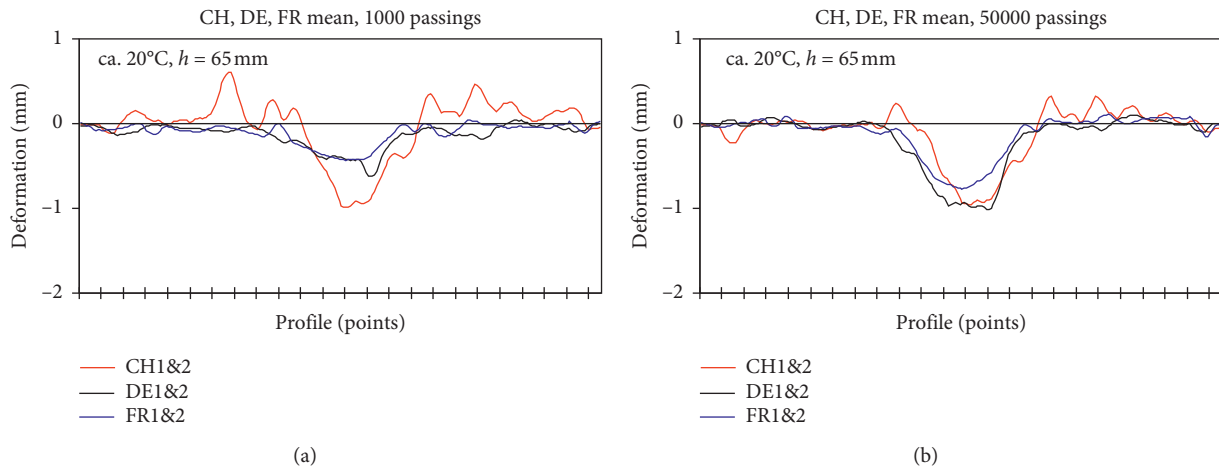 CH, DE, FR mean, 1000 passings
1
ca. 20°C, h = 65 mm
0
−1
−2
Deformation (mm)
Profile (points)
CH1&2
DE1&2
FR1&2
(a)
CH, DE, FR mean, 50000 passings
1
ca. 20°C, h = 65 mm
0
−1
−2
Deformation (mm)
Profile (points)
CH1&2
DE1&2
FR1&2
(b)